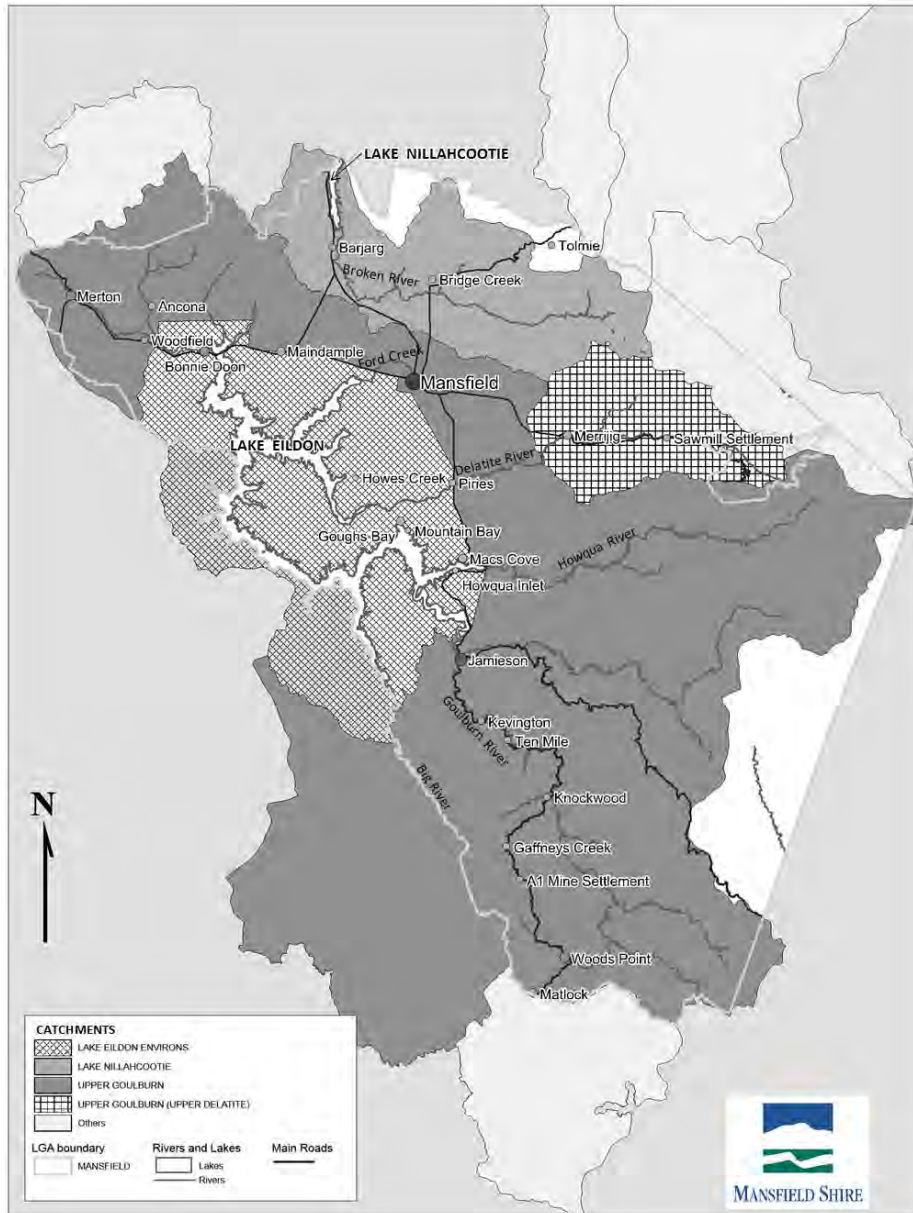 LAKE NILLAHCOOTIE
Barjarg
Tolmie
Broken River
Bridge Creek
Merton
Ancona
Woodfield
Maindample
Ford Creek
Bonnie Doon
Mansfield
Merrijig
Sawmill Settlement
LAKE EILDON
Delatite River
Howes Creek
Piries
Goughs Bay
Mountain Bay
Macs Cove
Howqua River
Howqua Inlet
Jamieson
Goulburn River
Kevington
Ten Mile
Big River
Knockwood
Gaffneys Creek
A1 Mine Settlement
Woods Point
Matlock
N
CATCHMENTS
LAKE EILDON ENVIRONS
LAKE NILLAHCOOTIE
UPPER GOULBURN
UPPER GOULBURN (UPPER DELATITE)
Others
LGA boundary
MANSFIELD
Rivers and Lakes
Lakes
Rivers
Main Roads
MANSFIELD SHIRE